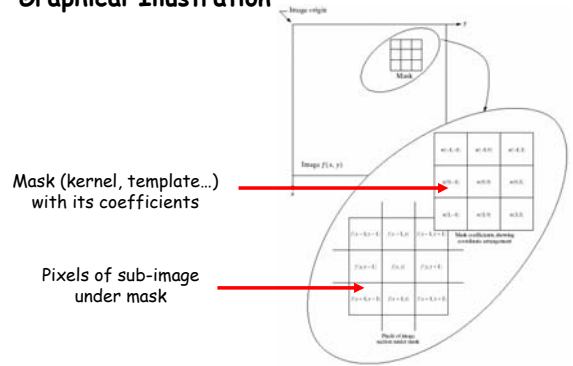 Graphical Illustration
Image origin
y
Mask
Image f(x, y)
x
Mask (kernel, template…)
with its coefficients
w(-1, -1) w(-1, 0) w(-1, 1)
w(0, -1) w(0, 0) w(0, 1)
w(1, -1) w(1, 0) w(1, 1)
Mask coefficients, showing
coordinate arrangement
f(x - 1, y - 1) f(x - 1, y) f(x - 1, y + 1)
f(x, y - 1) f(x, y) f(x, y + 1)
f(x + 1, y - 1) f(x + 1, y) f(x + 1, y + 1)
Pixels of sub-image
under mask
Pixels of image
section under mask